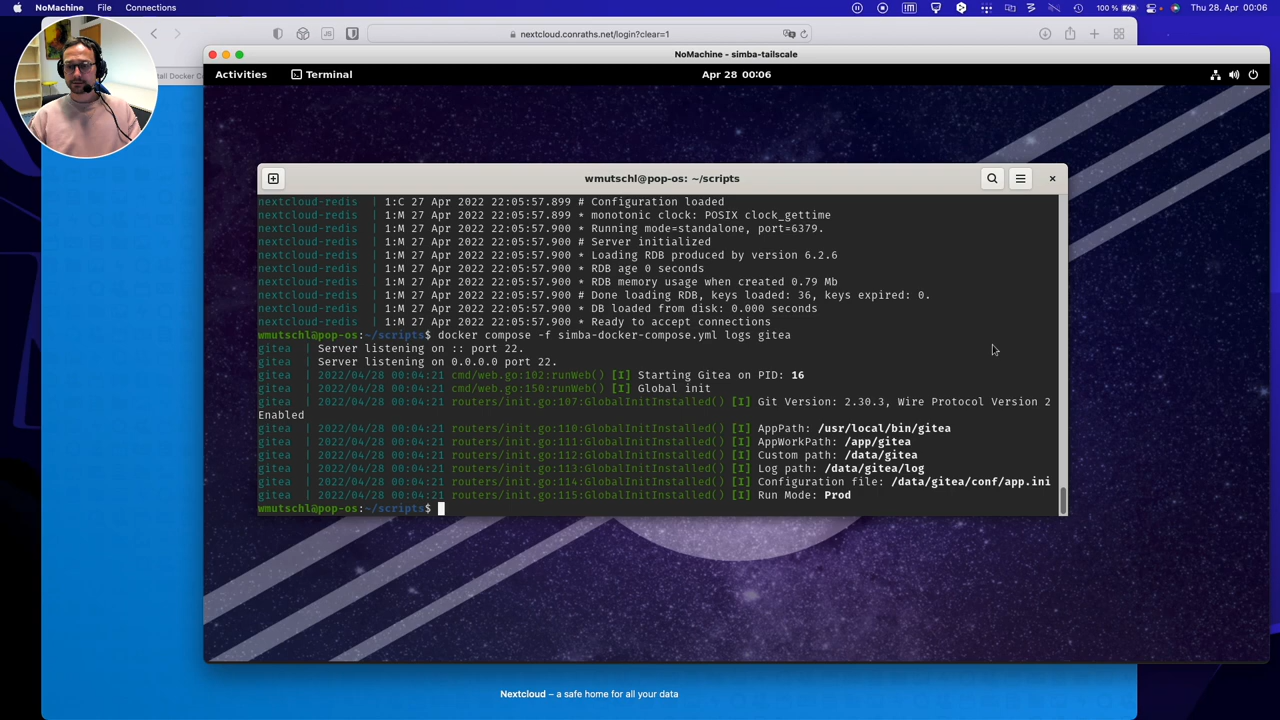 NoMachine File Connections 100 % Thu 28. Apr 00:06
nextcloud.conraths.net/login?clear=1
tall Docker C
NoMachine - simba-tailscale
Activities Terminal Apr 28 00:06
wmutschl@pop-os: ~/scripts
nextcloud-redis | 1:C 27 Apr 2022 22:05:57.899 # Configuration loaded
nextcloud-redis | 1:M 27 Apr 2022 22:05:57.899 * monotonic clock: POSIX clock_gettime
nextcloud-redis | 1:M 27 Apr 2022 22:05:57.900 * Running mode=standalone, port=6379.
nextcloud-redis | 1:M 27 Apr 2022 22:05:57.900 # Server initialized
nextcloud-redis | 1:M 27 Apr 2022 22:05:57.900 * Loading RDB produced by version 6.2.6
nextcloud-redis | 1:M 27 Apr 2022 22:05:57.900 * RDB age 0 seconds
nextcloud-redis | 1:M 27 Apr 2022 22:05:57.900 * RDB memory usage when created 0.79 Mb
nextcloud-redis | 1:M 27 Apr 2022 22:05:57.900 # Done loading RDB, keys loaded: 36, keys expired: 0.
nextcloud-redis | 1:M 27 Apr 2022 22:05:57.900 * DB loaded from disk: 0.000 seconds
nextcloud-redis | 1:M 27 Apr 2022 22:05:57.900 * Ready to accept connections
wmutschl@pop-os:~/scripts$ docker compose -f simba-docker-compose.yml logs gitea
gitea | Server listening on :: port 22.
gitea | Server listening on 0.0.0.0 port 22.
gitea | 2022/04/28 00:04:21 cmd/web.go:102:runWeb() [I] Starting Gitea on PID: 16
gitea | 2022/04/28 00:04:21 cmd/web.go:150:runWeb() [I] Global init
gitea | 2022/04/28 00:04:21 routers/init.go:107:GlobalInitInstalled() [I] Git Version: 2.30.3, Wire Protocol Version 2
Enabled
gitea | 2022/04/28 00:04:21 routers/init.go:110:GlobalInitInstalled() [I] AppPath: /usr/local/bin/gitea
gitea | 2022/04/28 00:04:21 routers/init.go:111:GlobalInitInstalled() [I] AppWorkPath: /app/gitea
gitea | 2022/04/28 00:04:21 routers/init.go:112:GlobalInitInstalled() [I] Custom path: /data/gitea
gitea | 2022/04/28 00:04:21 routers/init.go:113:GlobalInitInstalled() [I] Log path: /data/gitea/log
gitea | 2022/04/28 00:04:21 routers/init.go:114:GlobalInitInstalled() [I] Configuration file: /data/gitea/conf/app.ini
gitea | 2022/04/28 00:04:21 routers/init.go:115:GlobalInitInstalled() [I] Run Mode: Prod
wmutschl@pop-os:~/scripts$
Nextcloud – a safe home for all your data